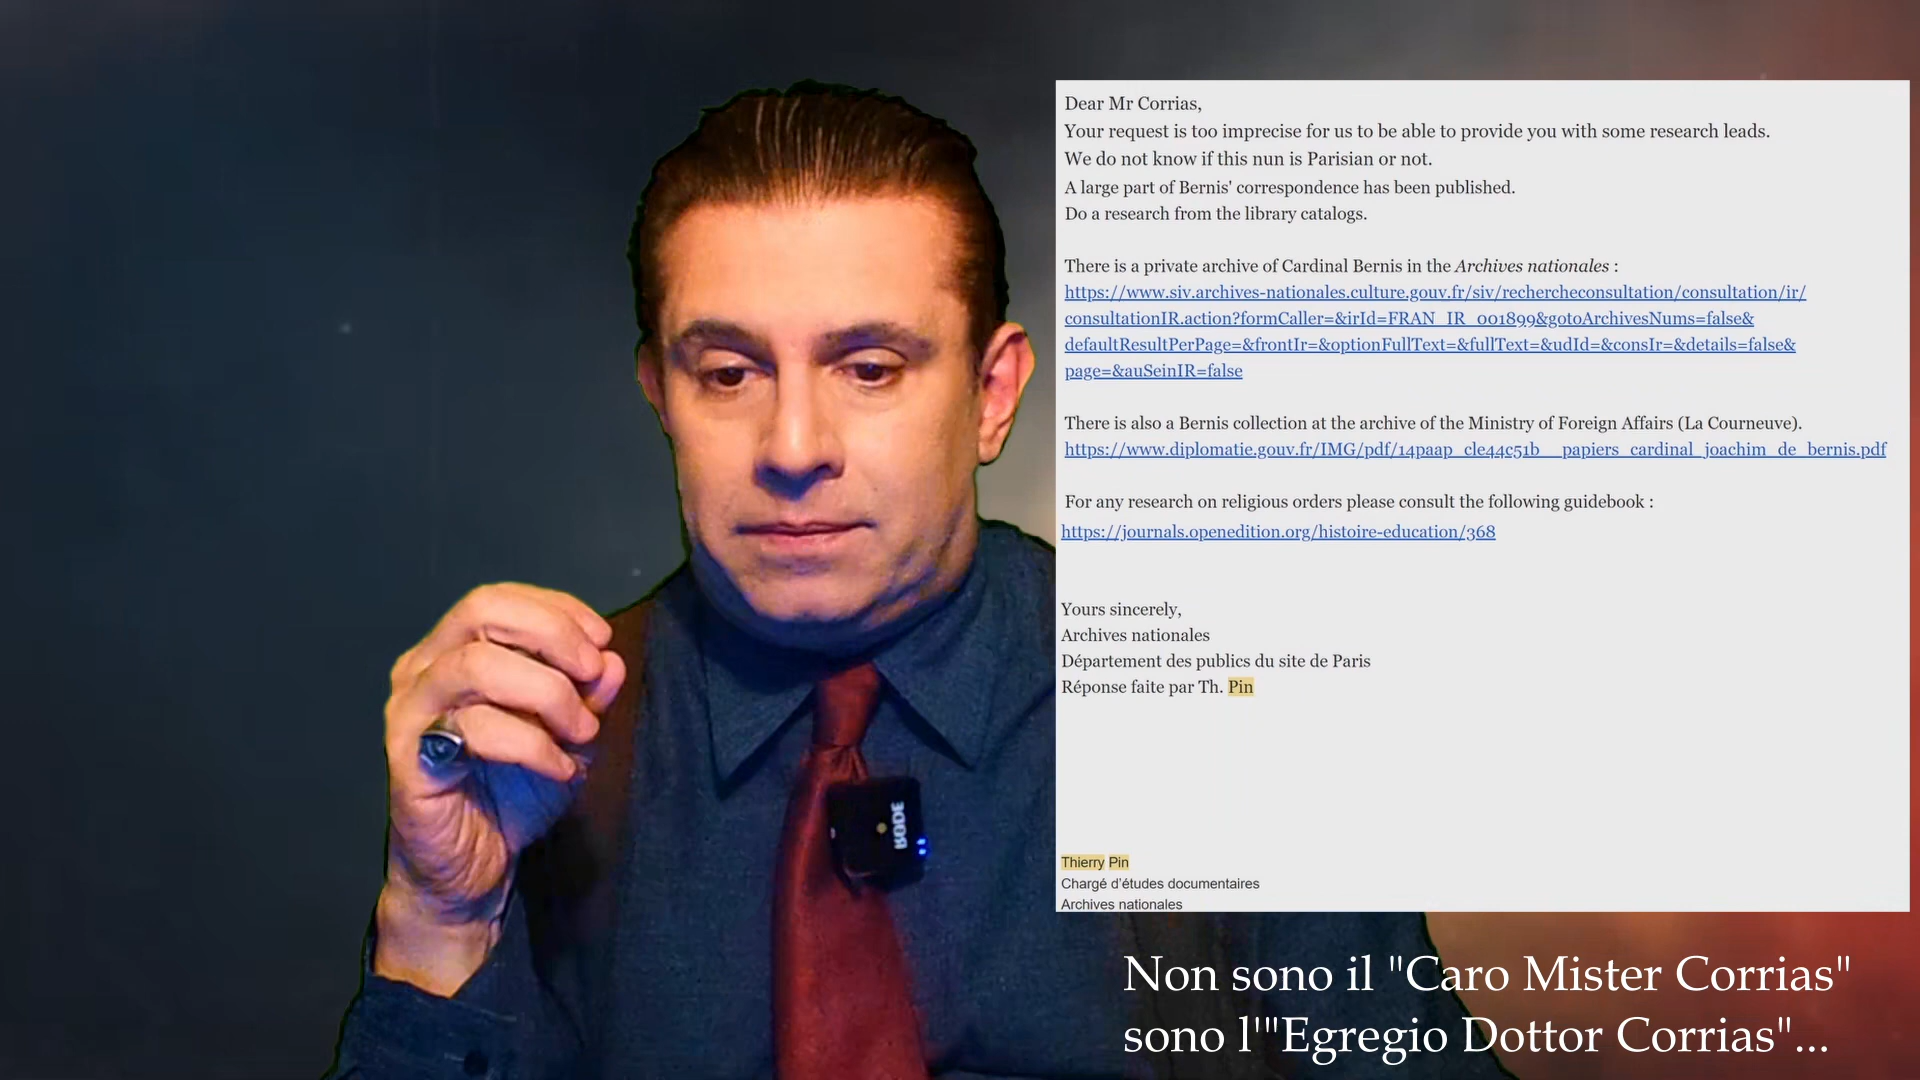 Dear Mr Corrias,
Your request is too imprecise for us to be able to provide you with some research leads.
We do not know if this nun is Parisian or not.
A large part of Bernis' correspondence has been published.
Do a research from the library catalogs.
There is a private archive of Cardinal Bernis in the Archives nationales :
https://www.siv.archives-nationales.culture.gouv.fr/siv/rechercheconsultation/consultation/ir/
consultationIR.action?formCaller=&irId=FRAN_IR_001899&gotoArchivesNums=false&
defaultResultPerPage=&frontIr=&optionFullText=&fullText=&udId=&consIr=&details=false&
page=&auSeinIR=false
There is also a Bernis collection at the archive of the Ministry of Foreign Affairs (La Courneuve).
https://www.diplomatie.gouv.fr/IMG/pdf/14paap_cle44c51b__papiers_cardinal_joachim_de_bernis.pdf
For any research on religious orders please consult the following guidebook :
https://journals.openedition.org/histoire-education/368
Yours sincerely,
Archives nationales
Département des publics du site de Paris
Réponse faite par Th. Pin
RODE
Thierry Pin
Chargé d'études documentaires
Archives nationales
Non sono il "Caro Mister Corrias"
sono l'"Egregio Dottor Corrias"...